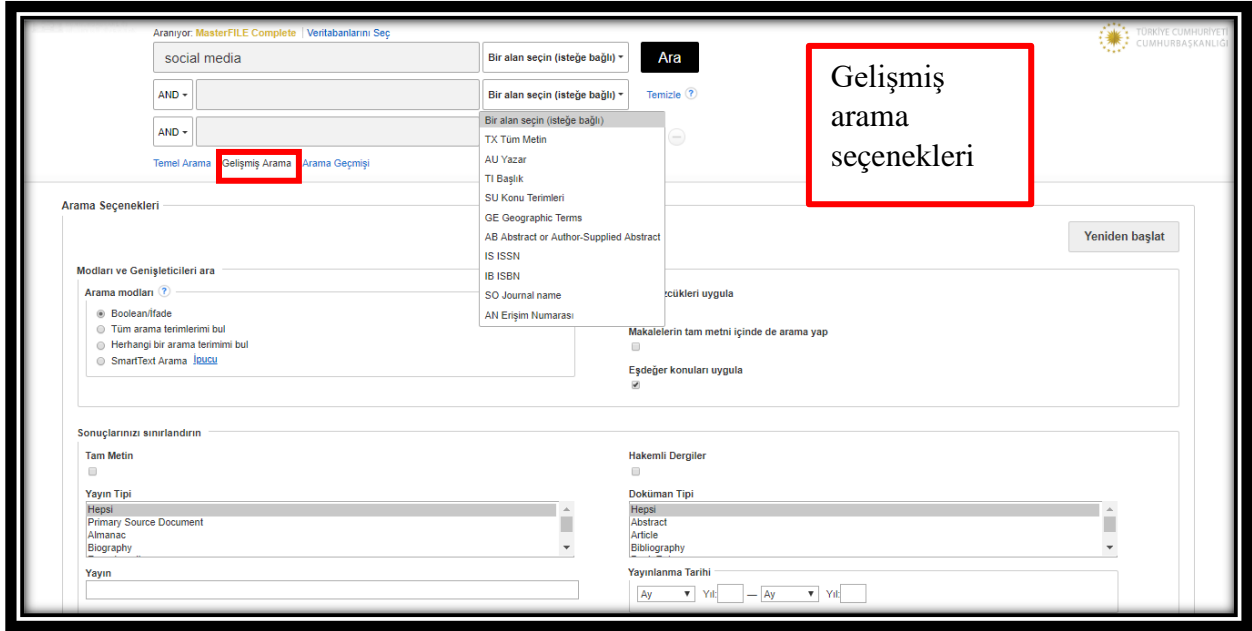 Aranıyor: MasterFILE Complete | Veritabanlarını Seç
TÜRKİYE CUMHURİYETİ
CUMHURBAŞKANLIĞI
social media
Bir alan seçin (isteğe bağlı)
Ara
AND
Bir alan seçin (isteğe bağlı)
Temizle ?
AND
Bir alan seçin (isteğe bağlı)
TX Tüm Metin
AU Yazar
TI Başlık
SU Konu Terimleri
GE Geographic Terms
AB Abstract or Author-Supplied Abstract
IS ISSN
IB ISBN
SO Journal name
AN Erişim Numarası
Temel Arama Gelişmiş Arama Arama Geçmişi
Gelişmiş
arama
seçenekleri
Arama Seçenekleri
Yeniden başlat
Modları ve Genişleticileri ara
Arama modları ?
Boolean/İfade
Tüm arama terimlerimi bul
Herhangi bir arama terimimi bul
SmartText Arama İpucu
uygula
Makalelerin tam metni içinde de arama yap
Eşdeğer konuları uygula
Sonuçlarınızı sınırlandırın
Tam Metin
Hakemli Dergiler
Yayın Tipi
Hepsi
Primary Source Document
Almanac
Biography
Doküman Tipi
Hepsi
Abstract
Article
Bibliography
Yayın
Yayınlanma Tarihi
Ay Yıl: — Ay Yıl: